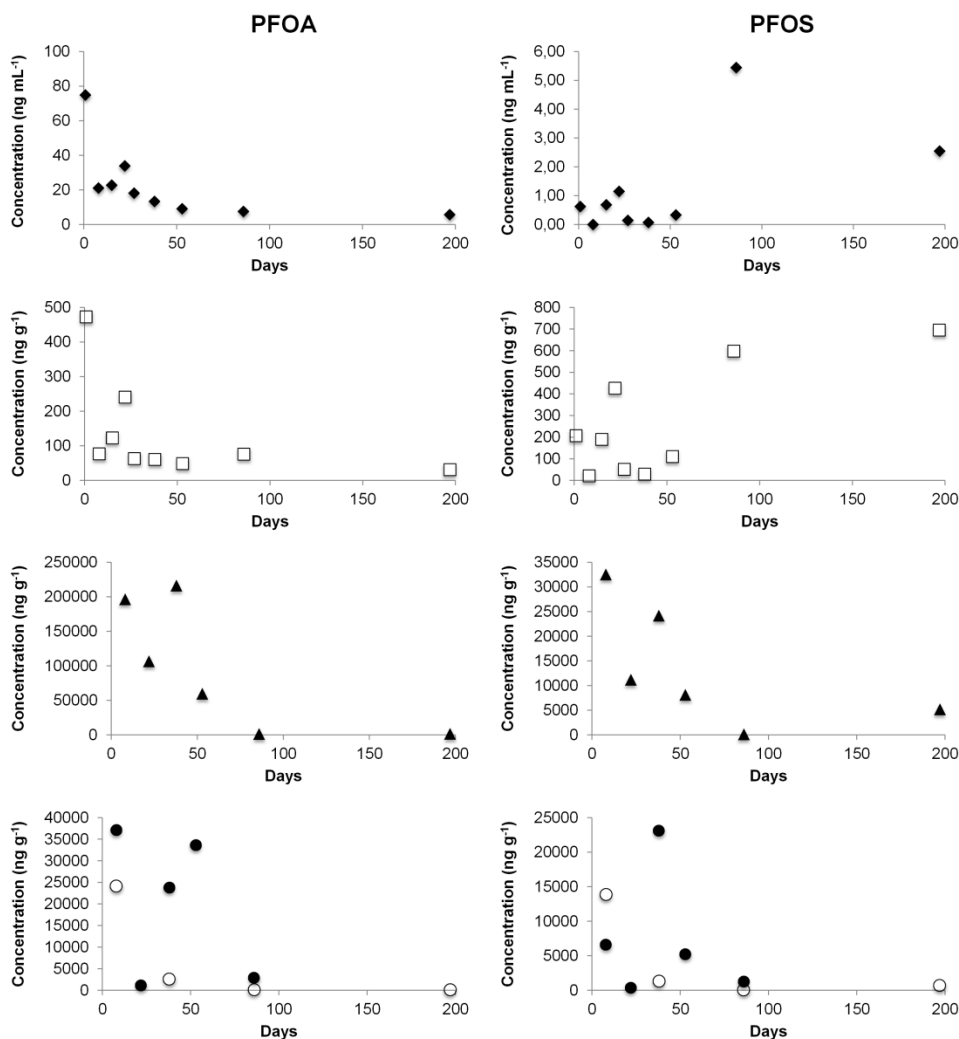 PFOA
PFOS
Concentration (ng mL⁻¹)
100
80
60
40
20
0
0 50 100 150 200
Days
Concentration (ng mL⁻¹)
6,00
5,00
4,00
3,00
2,00
1,00
0,00
0 50 100 150 200
Days
Concentration (ng g⁻¹)
500
400
300
200
100
0
0 50 100 150 200
Days
Concentration (ng g⁻¹)
800
700
600
500
400
300
200
100
0
0 50 100 150 200
Days
Concentration (ng g⁻¹)
250000
200000
150000
100000
50000
0
0 50 100 150 200
Days
Concentration (ng g⁻¹)
35000
30000
25000
20000
15000
10000
5000
0
0 50 100 150 200
Days
Concentration (ng g⁻¹)
40000
35000
30000
25000
20000
15000
10000
5000
0
0 50 100 150 200
Days
Concentration (ng g⁻¹)
25000
20000
15000
10000
5000
0
0 50 100 150 200
Days